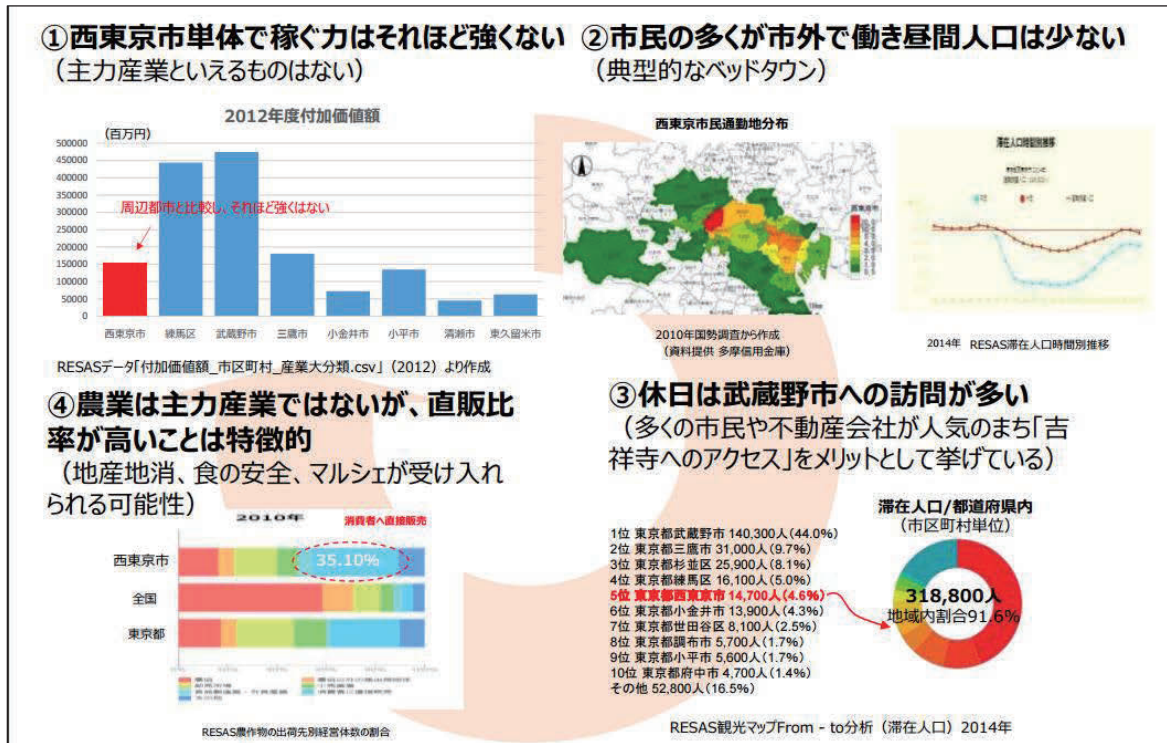 ①西東京市単体で稼ぐ力はそれほど強くない
（主力産業といえるものはない）
2012年度付加価値額
（百万円）
500000
450000
400000
350000
300000
250000
200000
150000
100000
50000
0
周辺都市と比較し、それほど強くはない
西東京市 練馬区 武蔵野市 三鷹市 小金井市 小平市 清瀬市 東久留米市
RESASデータ「付加価値額_市区町村_産業大分類.csv」（2012）より作成
②市民の多くが市外で働き昼間人口は少ない
（典型的なベッドタウン）
西東京市民通勤地分布
西東京市
2010年国勢調査から作成
（資料提供 多摩信用金庫）
滞在人口時間別推移
2014年 RESAS滞在人口時間別推移
④農業は主力産業ではないが、直販比
率が高いことは特徴的
（地産地消、食の安全、マルシェが受け入れ
られる可能性）
2010年
消費者へ直接販売
西東京市
35.10%
全国
東京都
RESAS農作物の出荷先別経営体数の割合
③休日は武蔵野市への訪問が多い
（多くの市民や不動産会社が人気のまち「吉
祥寺へのアクセス」をメリットとして挙げている）
滞在人口/都道府県内
（市区町村単位）
1位 東京都武蔵野市 140,300人(44.0%)
2位 東京都三鷹市 31,000人(9.7%)
3位 東京都杉並区 25,900人(8.1%)
4位 東京都練馬区 16,100人(5.0%)
5位 東京都西東京市 14,700人(4.6%)
6位 東京都小金井市 13,900人(4.3%)
7位 東京都世田谷区 8,100人(2.5%)
8位 東京都調布市 5,700人(1.7%)
9位 東京都小平市 5,600人(1.7%)
10位 東京都府中市 4,700人(1.4%)
その他 52,800人(16.5%)
318,800人
地域内割合91.6%
RESAS観光マップFrom - to分析（滞在人口）2014年